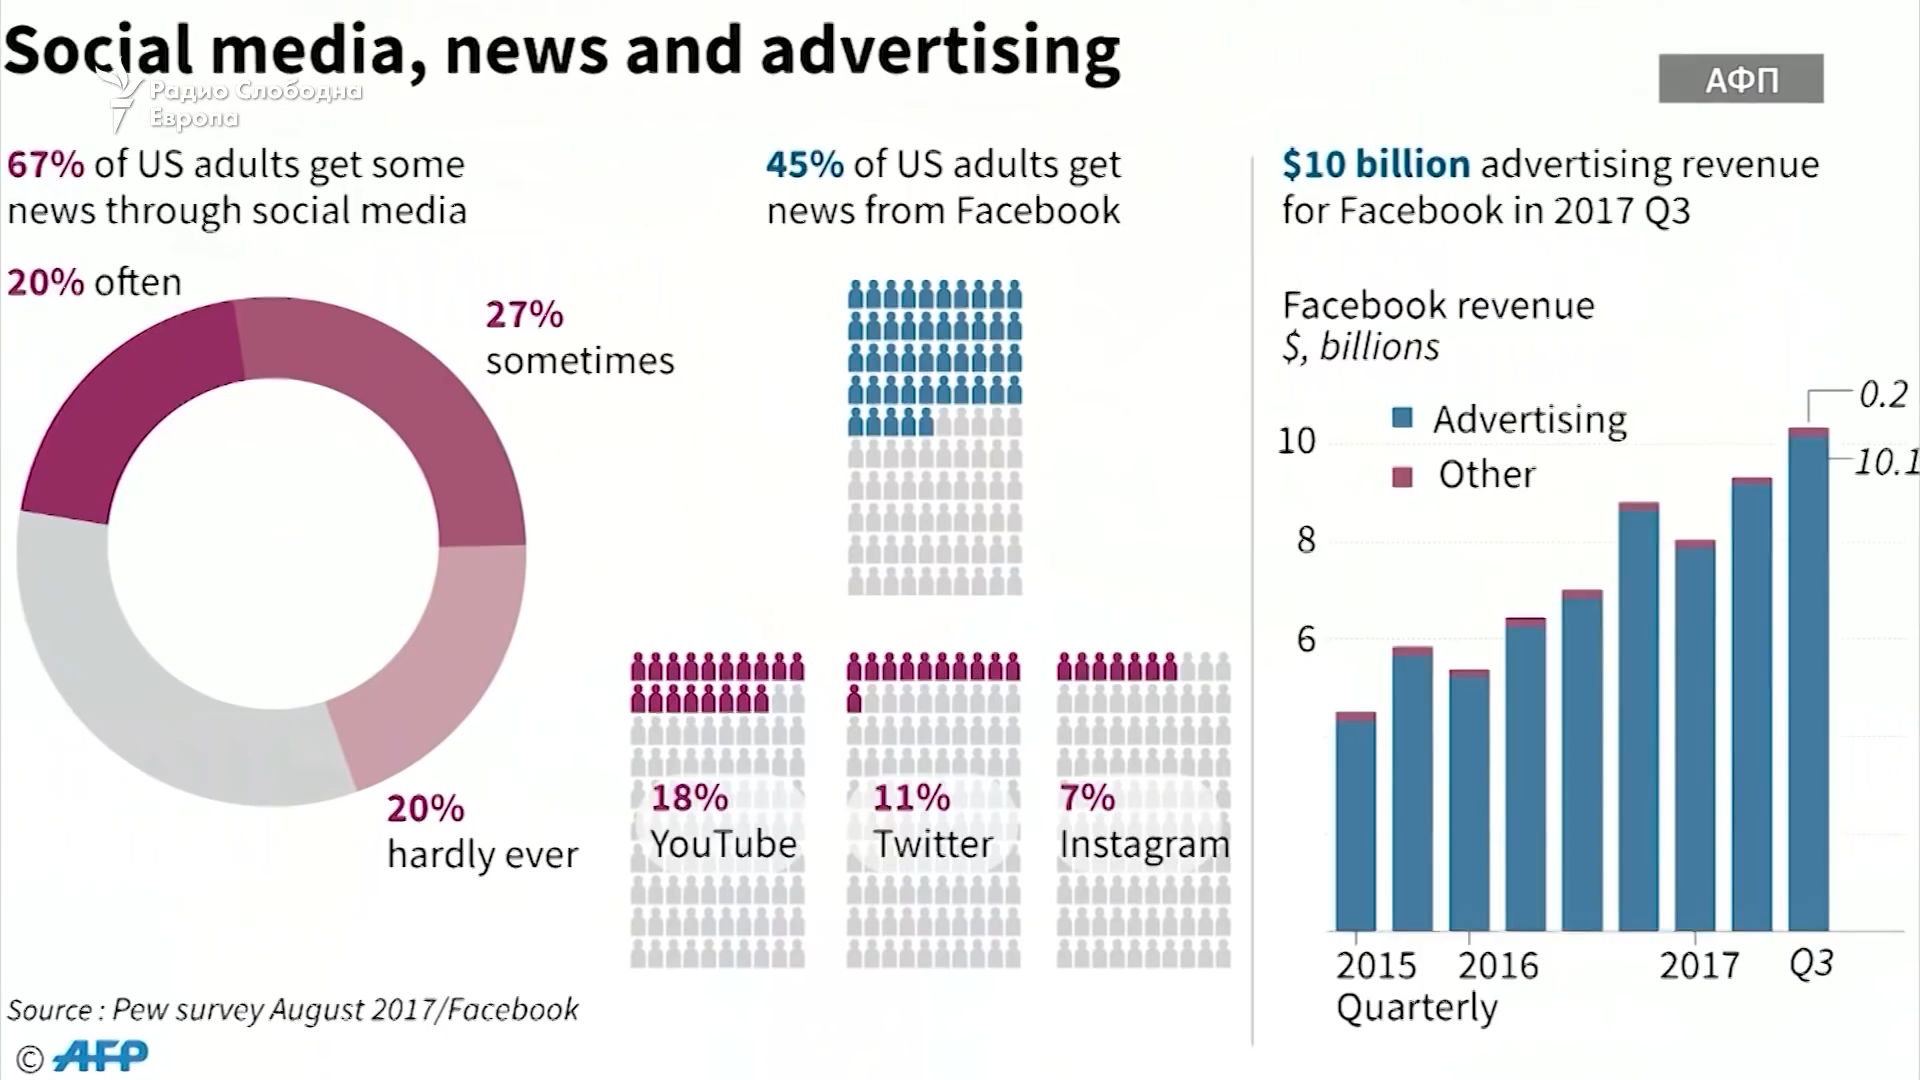 Social media, news and advertising
Радио Слободна
Европа
АФП
67% of US adults get some
news through social media
20% often
27%
sometimes
20%
hardly ever
45% of US adults get
news from Facebook
18%
YouTube
11%
Twitter
7%
Instagram
$10 billion advertising revenue
for Facebook in 2017 Q3
Facebook revenue
$, billions
Advertising
Other
0.2
10.1
10
8
6
2015 2016 2017 Q3
Quarterly
Source : Pew survey August 2017/Facebook
© AFP